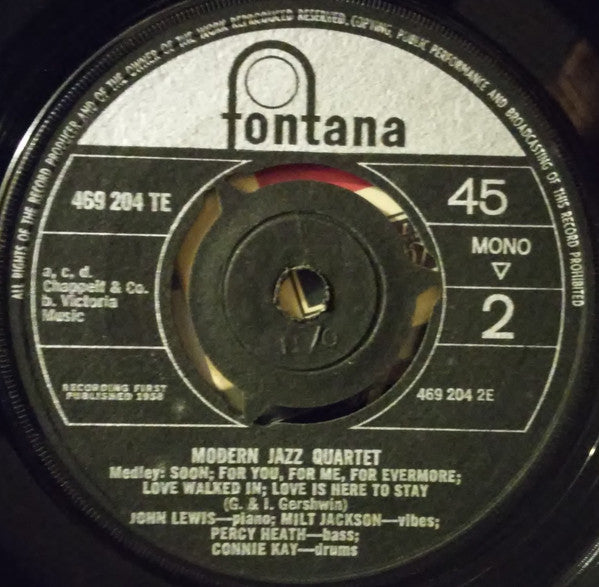 ALL RIGHTS OF THE RECORD PRODUCER AND OF THE OWNER OF THE WORK REPRODUCED RESERVED. COPYING, PUBLIC PERFORMANCE AND BROADCASTING OF THIS RECORD PROHIBITED
fontana
469 204 TE
45
a, c, d.
Chappell & Co.
b. Victoria
Music
MONO
2
RECORDING FIRST
PUBLISHED 1958
469 204 2E
MODERN JAZZ QUARTET
Medley: SOON; FOR YOU, FOR ME, FOR EVERMORE;
LOVE WALKED IN; LOVE IS HERE TO STAY
(G. & I. Gershwin)
JOHN LEWIS—piano; MILT JACKSON—vibes;
PERCY HEATH—bass;
CONNIE KAY—drums